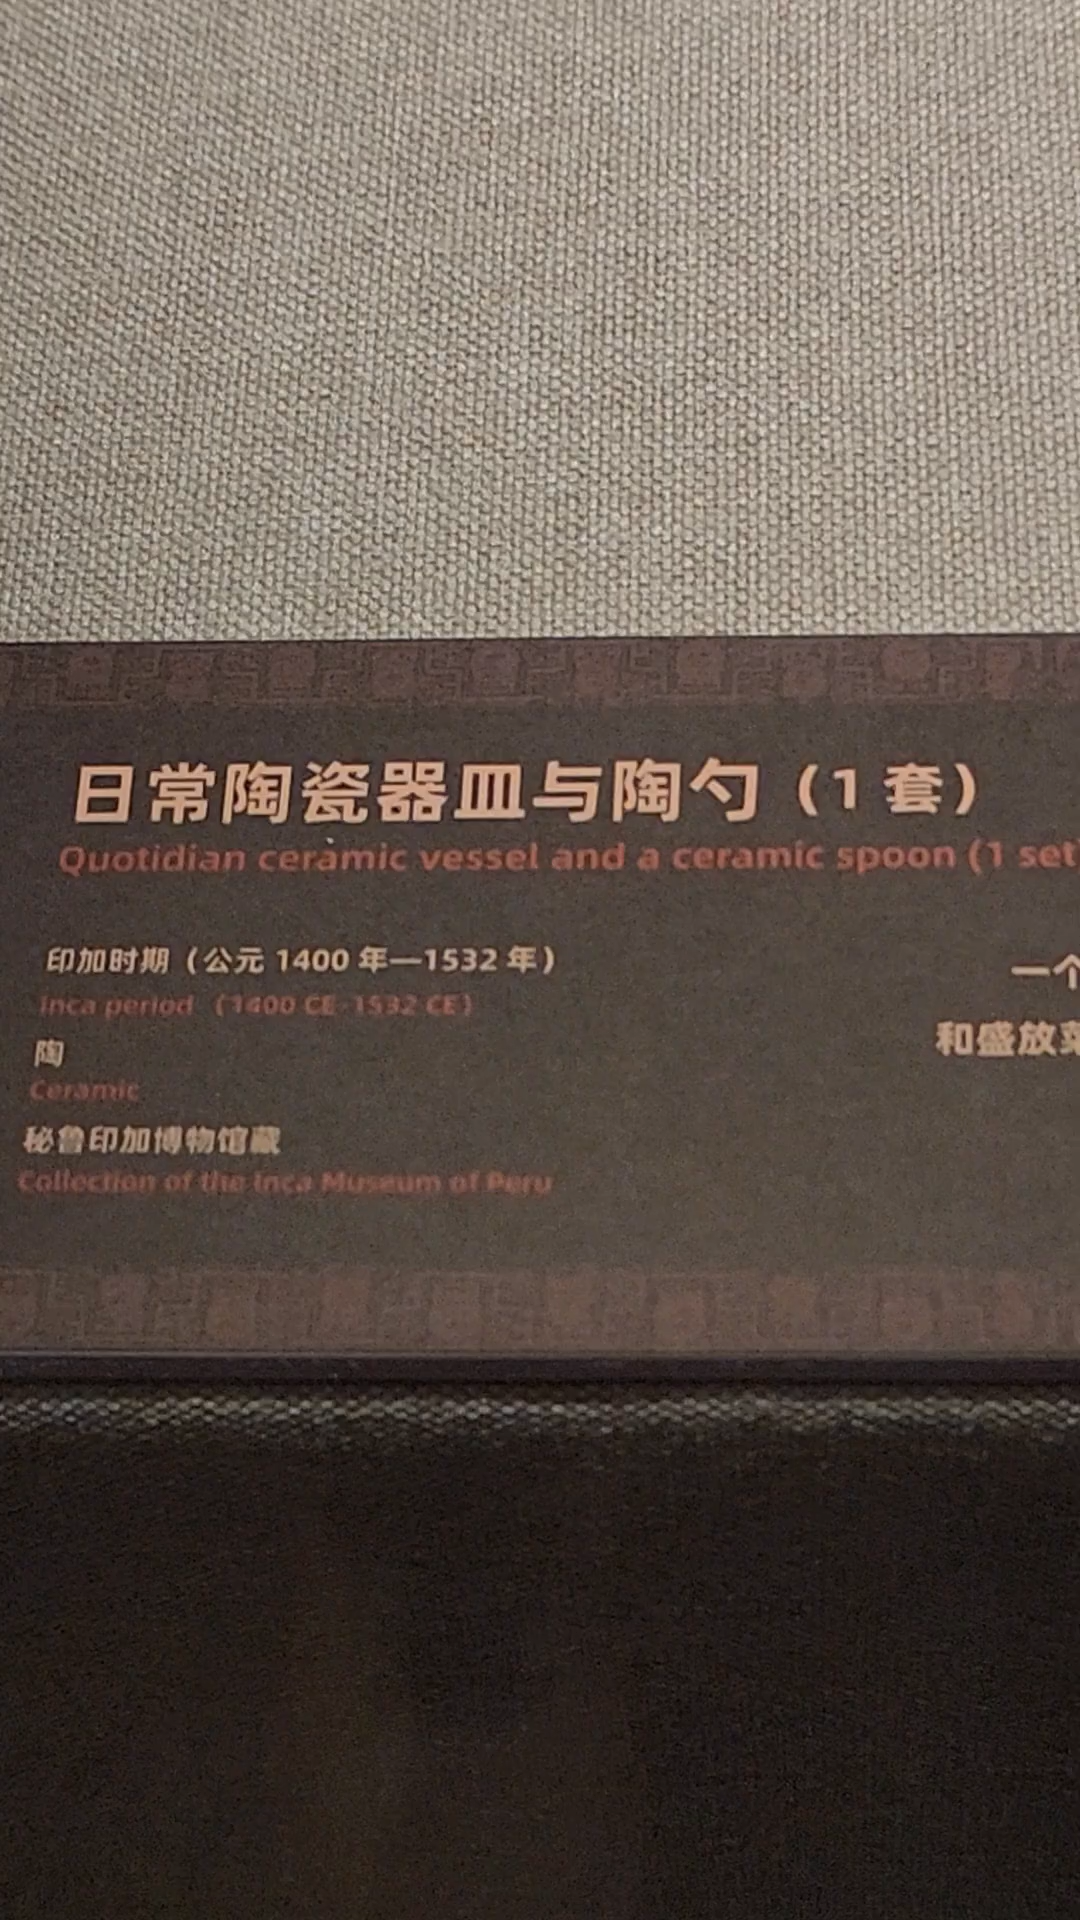 日常陶瓷器皿与陶勺（1 套）
Quotidian ceramic vessel and a ceramic spoon (1 set)
印加时期（公元 1400 年—1532 年）
Inca period （1400 CE-1532 CE）
陶
Ceramic
秘鲁印加博物馆藏
Collection of the Inca Museum of Peru
一个
和盛放菜